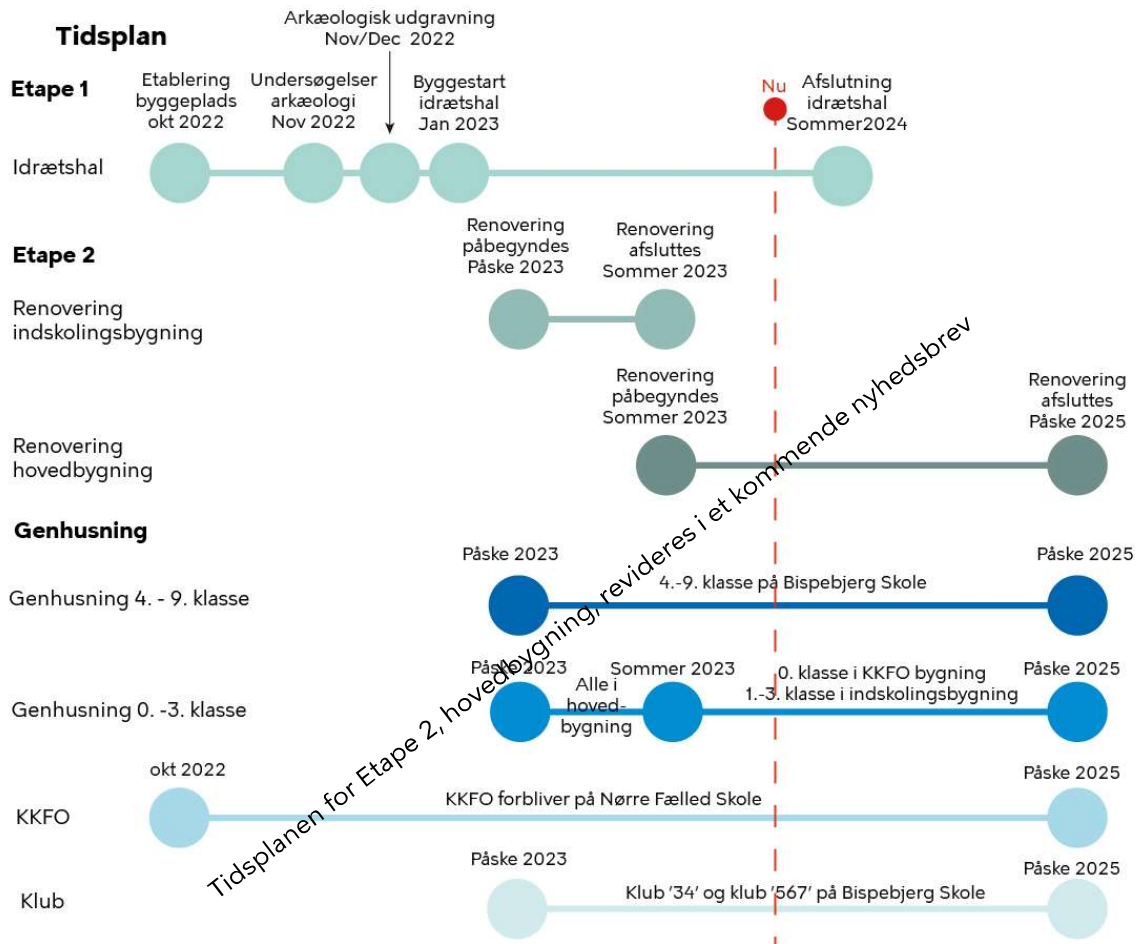 Tidsplan
Arkæologisk udgravning
Nov/Dec 2022
Etape 1
Etablering
byggeplads
okt 2022
Undersøgelser
arkæologi
Nov 2022
Byggestart
idrætshal
Jan 2023
Nu
Afslutning
idrætshal
Sommer2024
Idrætshal
Etape 2
Renovering
påbegyndes
Påske 2023
Renovering
afsluttes
Sommer 2023
Renovering
indskolingsbygning
Renovering
påbegyndes
Sommer 2023
Renovering
afsluttes
Påske 2025
Renovering
hovedbygning
Tidsplanen for Etape 2, hovedbygning, revideres i et kommende nyhedsbrev
Genhusning
Påske 2023
Påske 2025
Genhusning 4. - 9. klasse
4.-9. klasse på Bispebjerg Skole
Påske 2023
Sommer 2023
Påske 2025
Genhusning 0. -3. klasse
Alle i
hoved-
bygning
0. klasse i KKFO bygning
1.-3. klasse i indskolingsbygning
okt 2022
Påske 2025
KKFO
KKFO forbliver på Nørre Fælled Skole
Påske 2023
Påske 2025
Klub
Klub '34' og klub '567' på Bispebjerg Skole